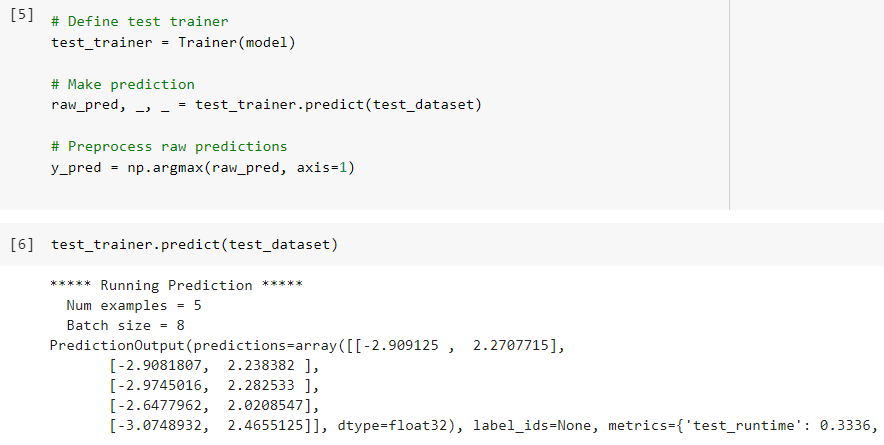 [5] # Define test trainer
test_trainer = Trainer(model)
# Make prediction
raw_pred, _, _ = test_trainer.predict(test_dataset)
# Preprocess raw predictions
y_pred = np.argmax(raw_pred, axis=1)
[6] test_trainer.predict(test_dataset)
***** Running Prediction *****
  Num examples = 5
  Batch size = 8
PredictionOutput(predictions=array([[-2.909125 ,  2.2707715],
       [-2.9081807,  2.238382 ],
       [-2.9745016,  2.282533 ],
       [-2.6477962,  2.0208547],
       [-3.0748932,  2.4655125]], dtype=float32), label_ids=None, metrics={'test_runtime': 0.3336,